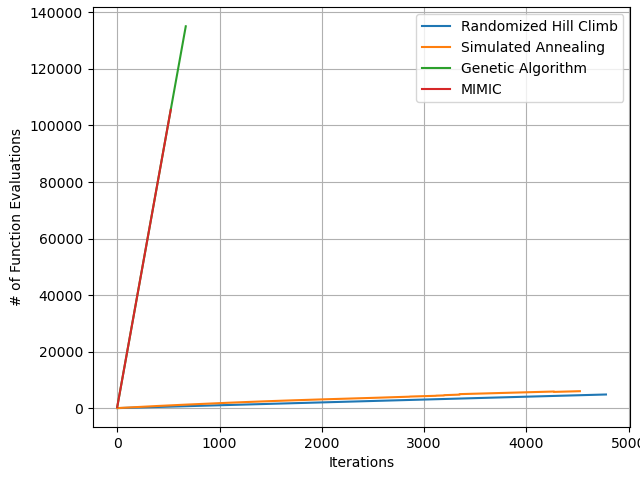 140000
120000
100000
80000
60000
40000
20000
0
# of Function Evaluations
Randomized Hill Climb
Simulated Annealing
Genetic Algorithm
MIMIC
0 1000 2000 3000 4000 5000
Iterations